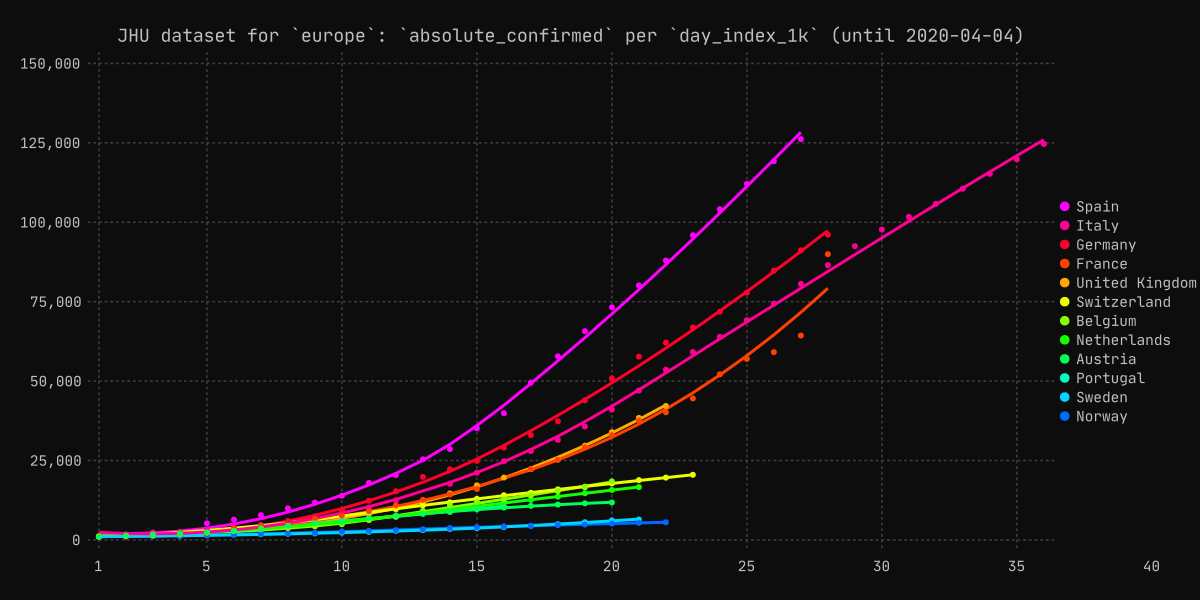 JHU dataset for `europe`: `absolute_confirmed` per `day_index_1k` (until 2020-04-04)
150,000
125,000
100,000
75,000
50,000
25,000
0
1 5 10 15 20 25 30 35 40
Spain
Italy
Germany
France
United Kingdom
Switzerland
Belgium
Netherlands
Austria
Portugal
Sweden
Norway